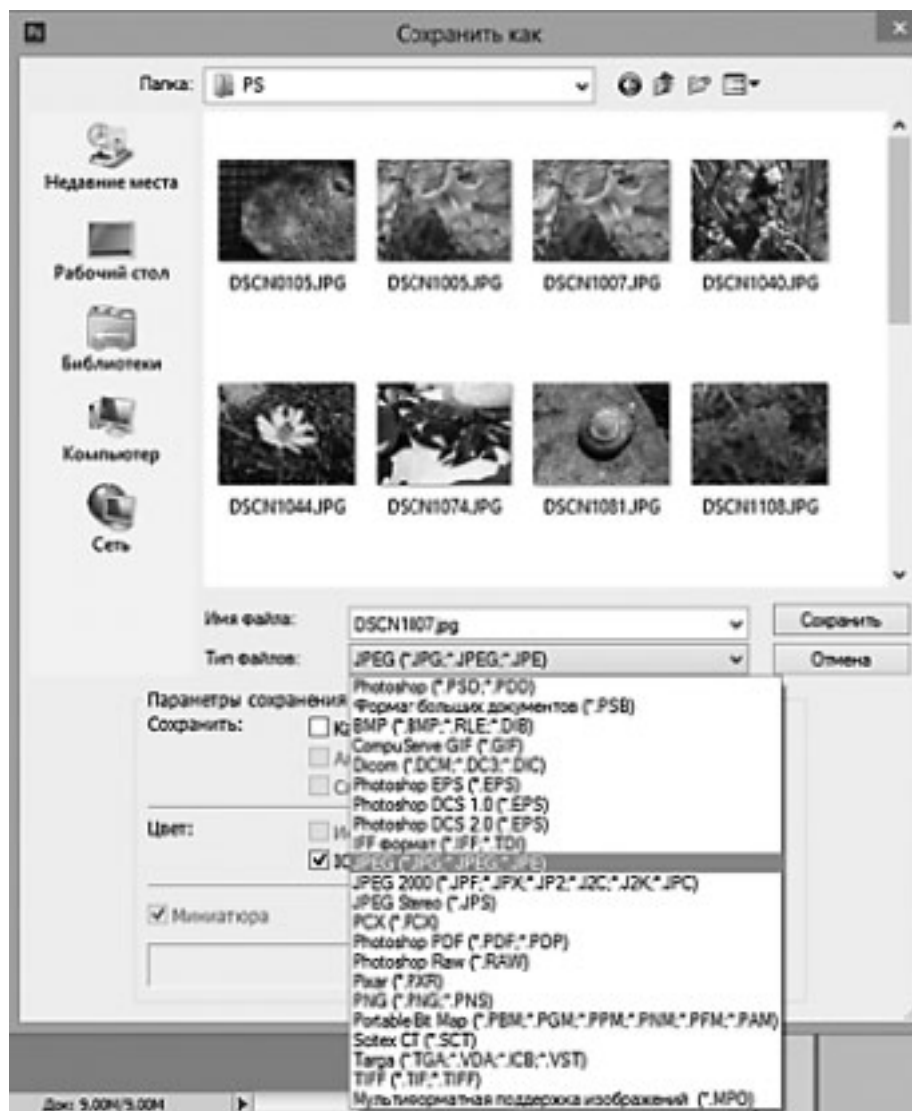 Ps
Сохранить как
Папка: PS
Недавние места
Рабочий стол
Библиотеки
Компьютер
Сеть
DSCN0105.JPG DSCN1005.JPG DSCN1007.JPG DSCN1040.JPG
DSCN1044.JPG DSCN1074.JPG DSCN1081.JPG DSCN1108.JPG
Имя файла: DSCN1807.jpg Сохранить
Тип файлов: JPEG (*.JPG;*.JPEG;*.JPE) Отмена
Параметры сохранения
Сохранить:
Цвет:
Миниатюра
Photoshop (*.PSD;*.PDD)
Формат больших документов (*.PSB)
BMP (*.BMP;*.RLE;*.DIB)
CompuServe GIF (*.GIF)
Dicom (*.DCM;*.DC3;*.DIC)
Photoshop EPS (*.EPS)
Photoshop DCS 1.0 (*.EPS)
Photoshop DCS 2.0 (*.EPS)
IFF формат (*.IFF;*.TDI)
JPEG (*.JPG;*.JPEG;*.JPE)
JPEG 2000 (*.JPF;*.JPX;*.JP2;*.J2C;*.J2K;*.JPC)
JPEG Stereo (*.JPS)
PCX (*.PCX)
Photoshop PDF (*.PDF;*.PDP)
Photoshop Raw (*.RAW)
Pixar (*.PXR)
PNG (*.PNG;*.PNS)
Portable Bit Map (*.PBM;*.PGM;*.PPM;*.PNM;*.PFM;*.PAM)
Scitex CT (*.SCT)
Targa (*.TGA;*.VDA;*.ICB;*.VST)
TIFF (*.TIF;*.TIFF)
Мультиформатная поддержка изображений (*.MPO)
Док: 9.00M/9.00M